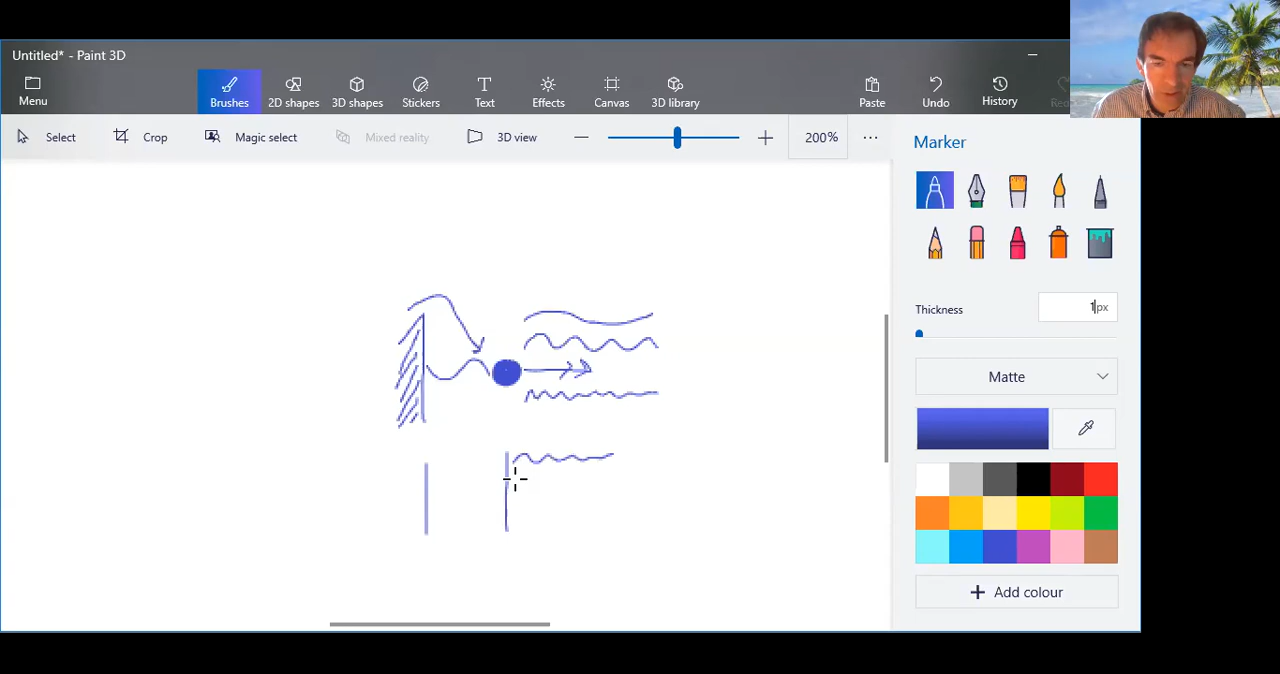 Untitled* - Paint 3D
Menu
Brushes
2D shapes
3D shapes
Stickers
Text
Effects
Canvas
3D library
Paste
Undo
History
Select
Crop
Magic select
Mixed reality
3D view
200%
Marker
Thickness
1px
Matte
Add colour